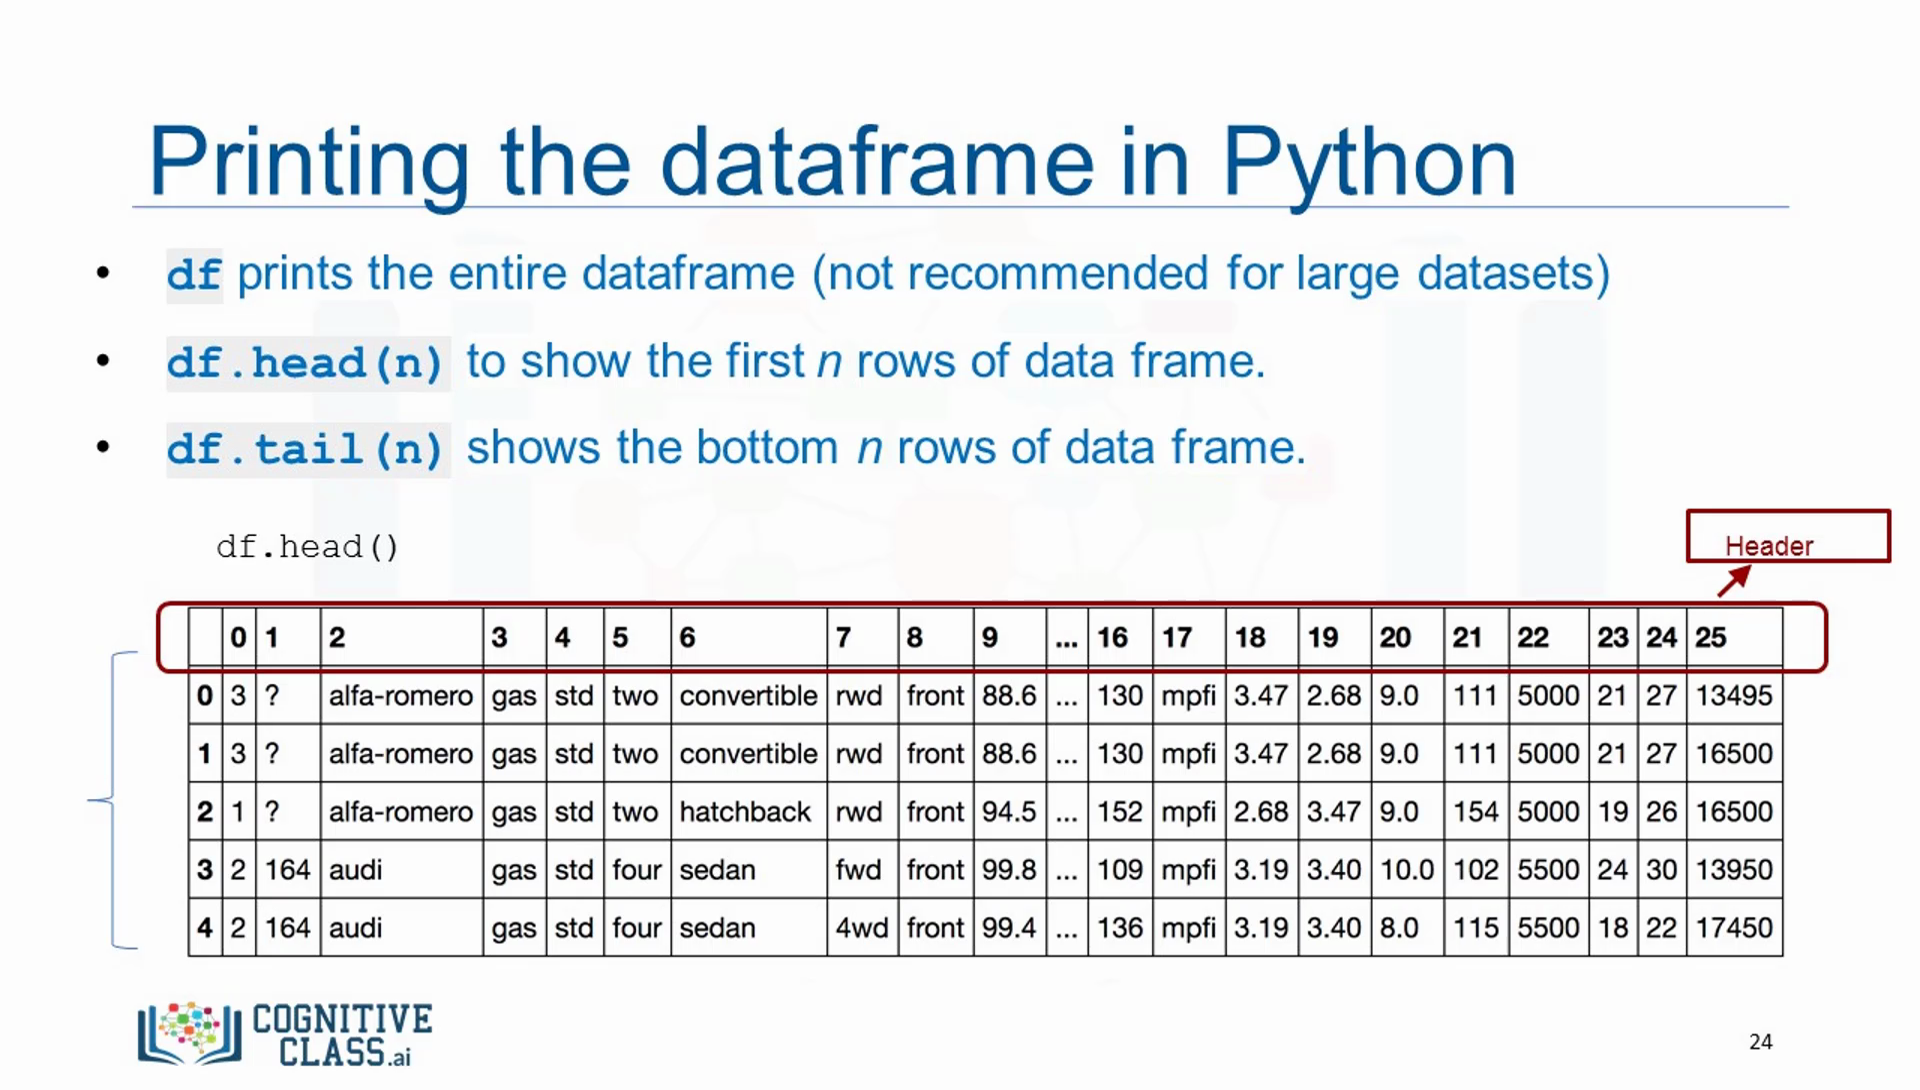 Printing the dataframe in Python
• df prints the entire dataframe (not recommended for large datasets)
• df.head(n) to show the first n rows of data frame.
• df.tail(n) shows the bottom n rows of data frame.
df.head()
Header
0 1 2 3 4 5 6 7 8 9 ... 16 17 18 19 20 21 22 23 24 25
0 3 ? alfa-romero gas std two convertible rwd front 88.6 ... 130 mpfi 3.47 2.68 9.0 111 5000 21 27 13495
1 3 ? alfa-romero gas std two convertible rwd front 88.6 ... 130 mpfi 3.47 2.68 9.0 111 5000 21 27 16500
2 1 ? alfa-romero gas std two hatchback rwd front 94.5 ... 152 mpfi 2.68 3.47 9.0 154 5000 19 26 16500
3 2 164 audi gas std four sedan fwd front 99.8 ... 109 mpfi 3.19 3.40 10.0 102 5500 24 30 13950
4 2 164 audi gas std four sedan 4wd front 99.4 ... 136 mpfi 3.19 3.40 8.0 115 5500 18 22 17450
COGNITIVE
CLASS.ai
24